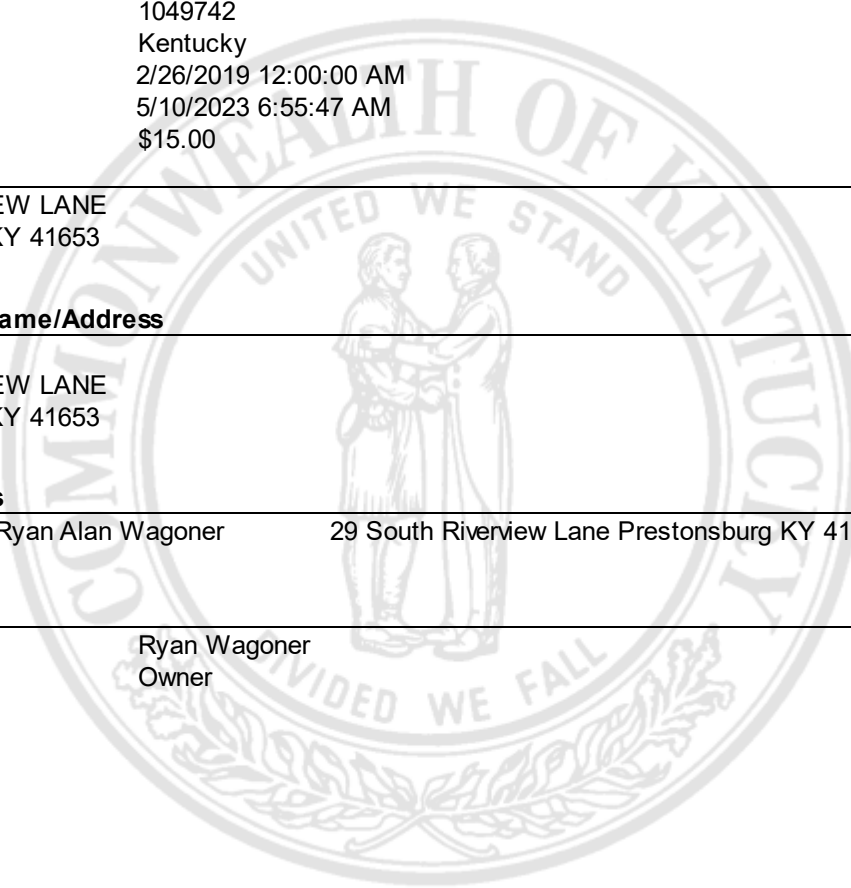 1049742
Kentucky
2/26/2019 12:00:00 AM
5/10/2023 6:55:47 AM
$15.00
EW LANE
KY 41653
ame/Address
EW LANE
KY 41653
s
Ryan Alan Wagoner 29 South Riverview Lane Prestonsburg KY 41
Ryan Wagoner
Owner
COMMONWEALTH OF KENTUCKY
UNITED WE STAND
DIVIDED WE FALL